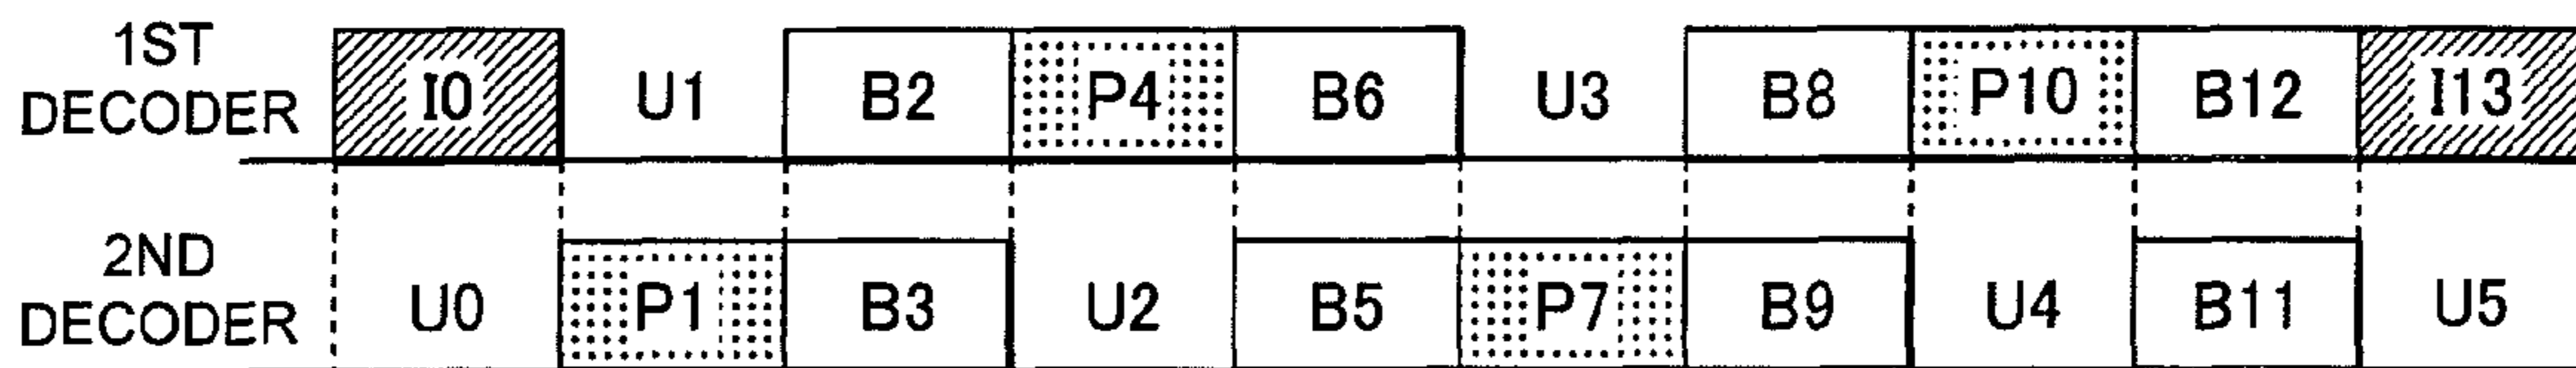 1ST
DECODER
I0 U1 B2 P4 B6 U3 B8 P10 B12 I13
2ND
DECODER
U0 P1 B3 U2 B5 P7 B9 U4 B11 U5